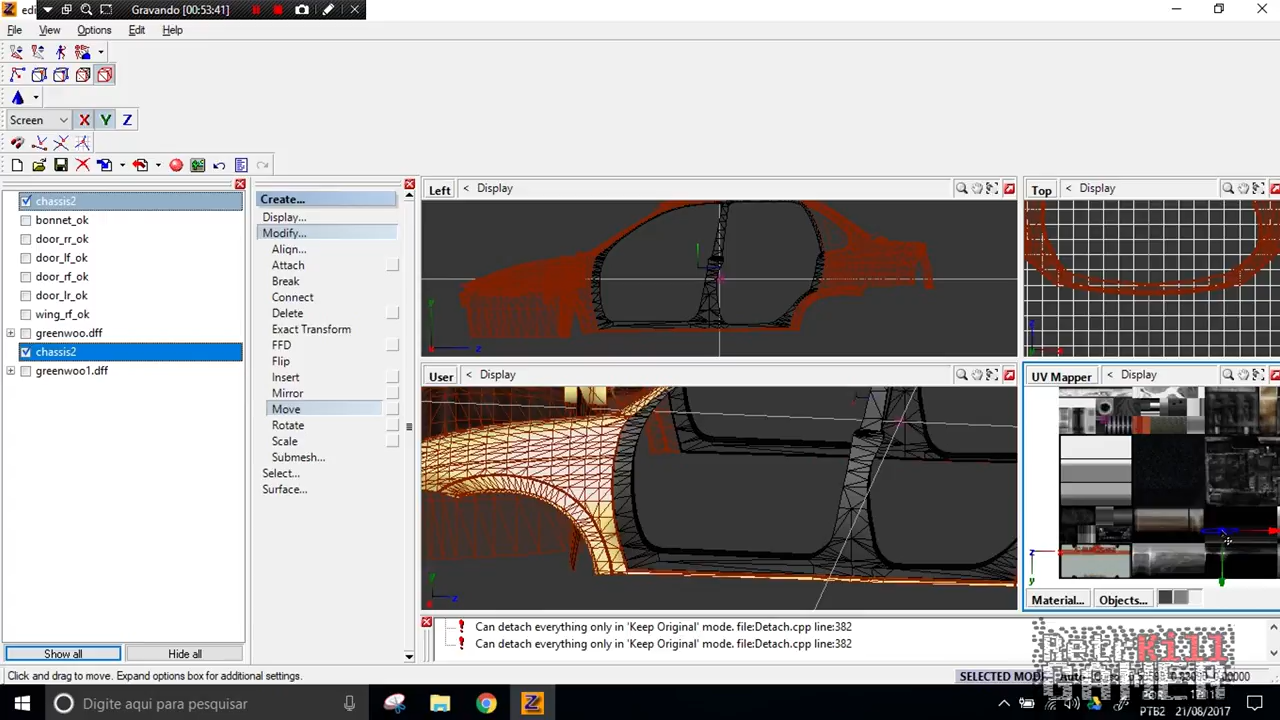 edi
Gravando [00:53:41]
File View Options Edit Help
Screen X Y Z
chassis2
bonnet_ok
door_rr_ok
door_lf_ok
door_rf_ok
door_lr_ok
wing_rf_ok
greenwoo.dff
chassis2
greenwoo1.dff
Show all Hide all
Create...
Display...
Modify...
Align...
Attach
Break
Connect
Delete
Exact Transform
FFD
Flip
Insert
Mirror
Move
Rotate
Scale
Submesh...
Select...
Surface...
Left < Display
Top < Display
User < Display
UV Mapper < Display
Material... Objects...
Can detach everything only in 'Keep Original' mode. file:Detach.cpp line:382
Can detach everything only in 'Keep Original' mode. file:Detach.cpp line:382
Click and drag to move. Expand options box for additional settings.
SELECTED MOD
Auto
RetrKill
GAMER
Digite aqui para pesquisar
PTB2 21/08/2017